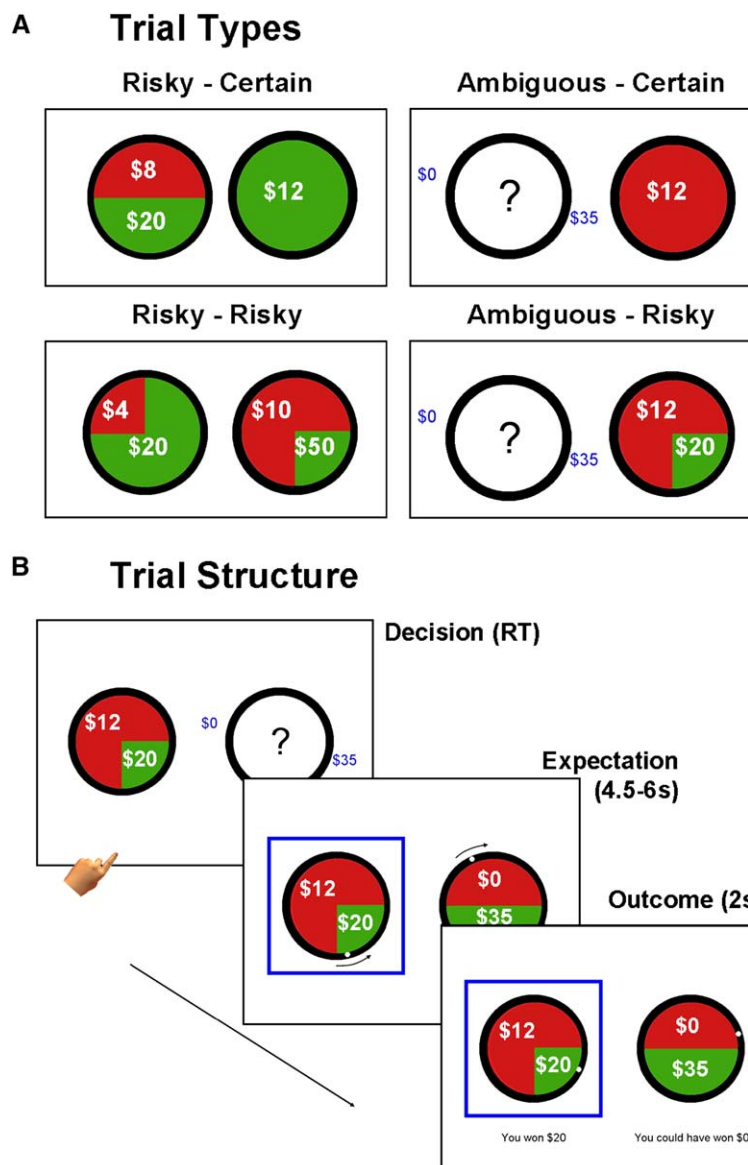 A Trial Types
Risky - Certain
Ambiguous - Certain
$8
$20
$12
$0
?
$35
$12
Risky - Risky
Ambiguous - Risky
$4
$20
$10
$50
$0
?
$35
$12
$20
B Trial Structure
Decision (RT)
$12
$20
$0
?
$35
Expectation
(4.5-6s)
$12
$20
$0
$35
Outcome (2s
$12
$20
$0
$35
You won $20
You could have won $0